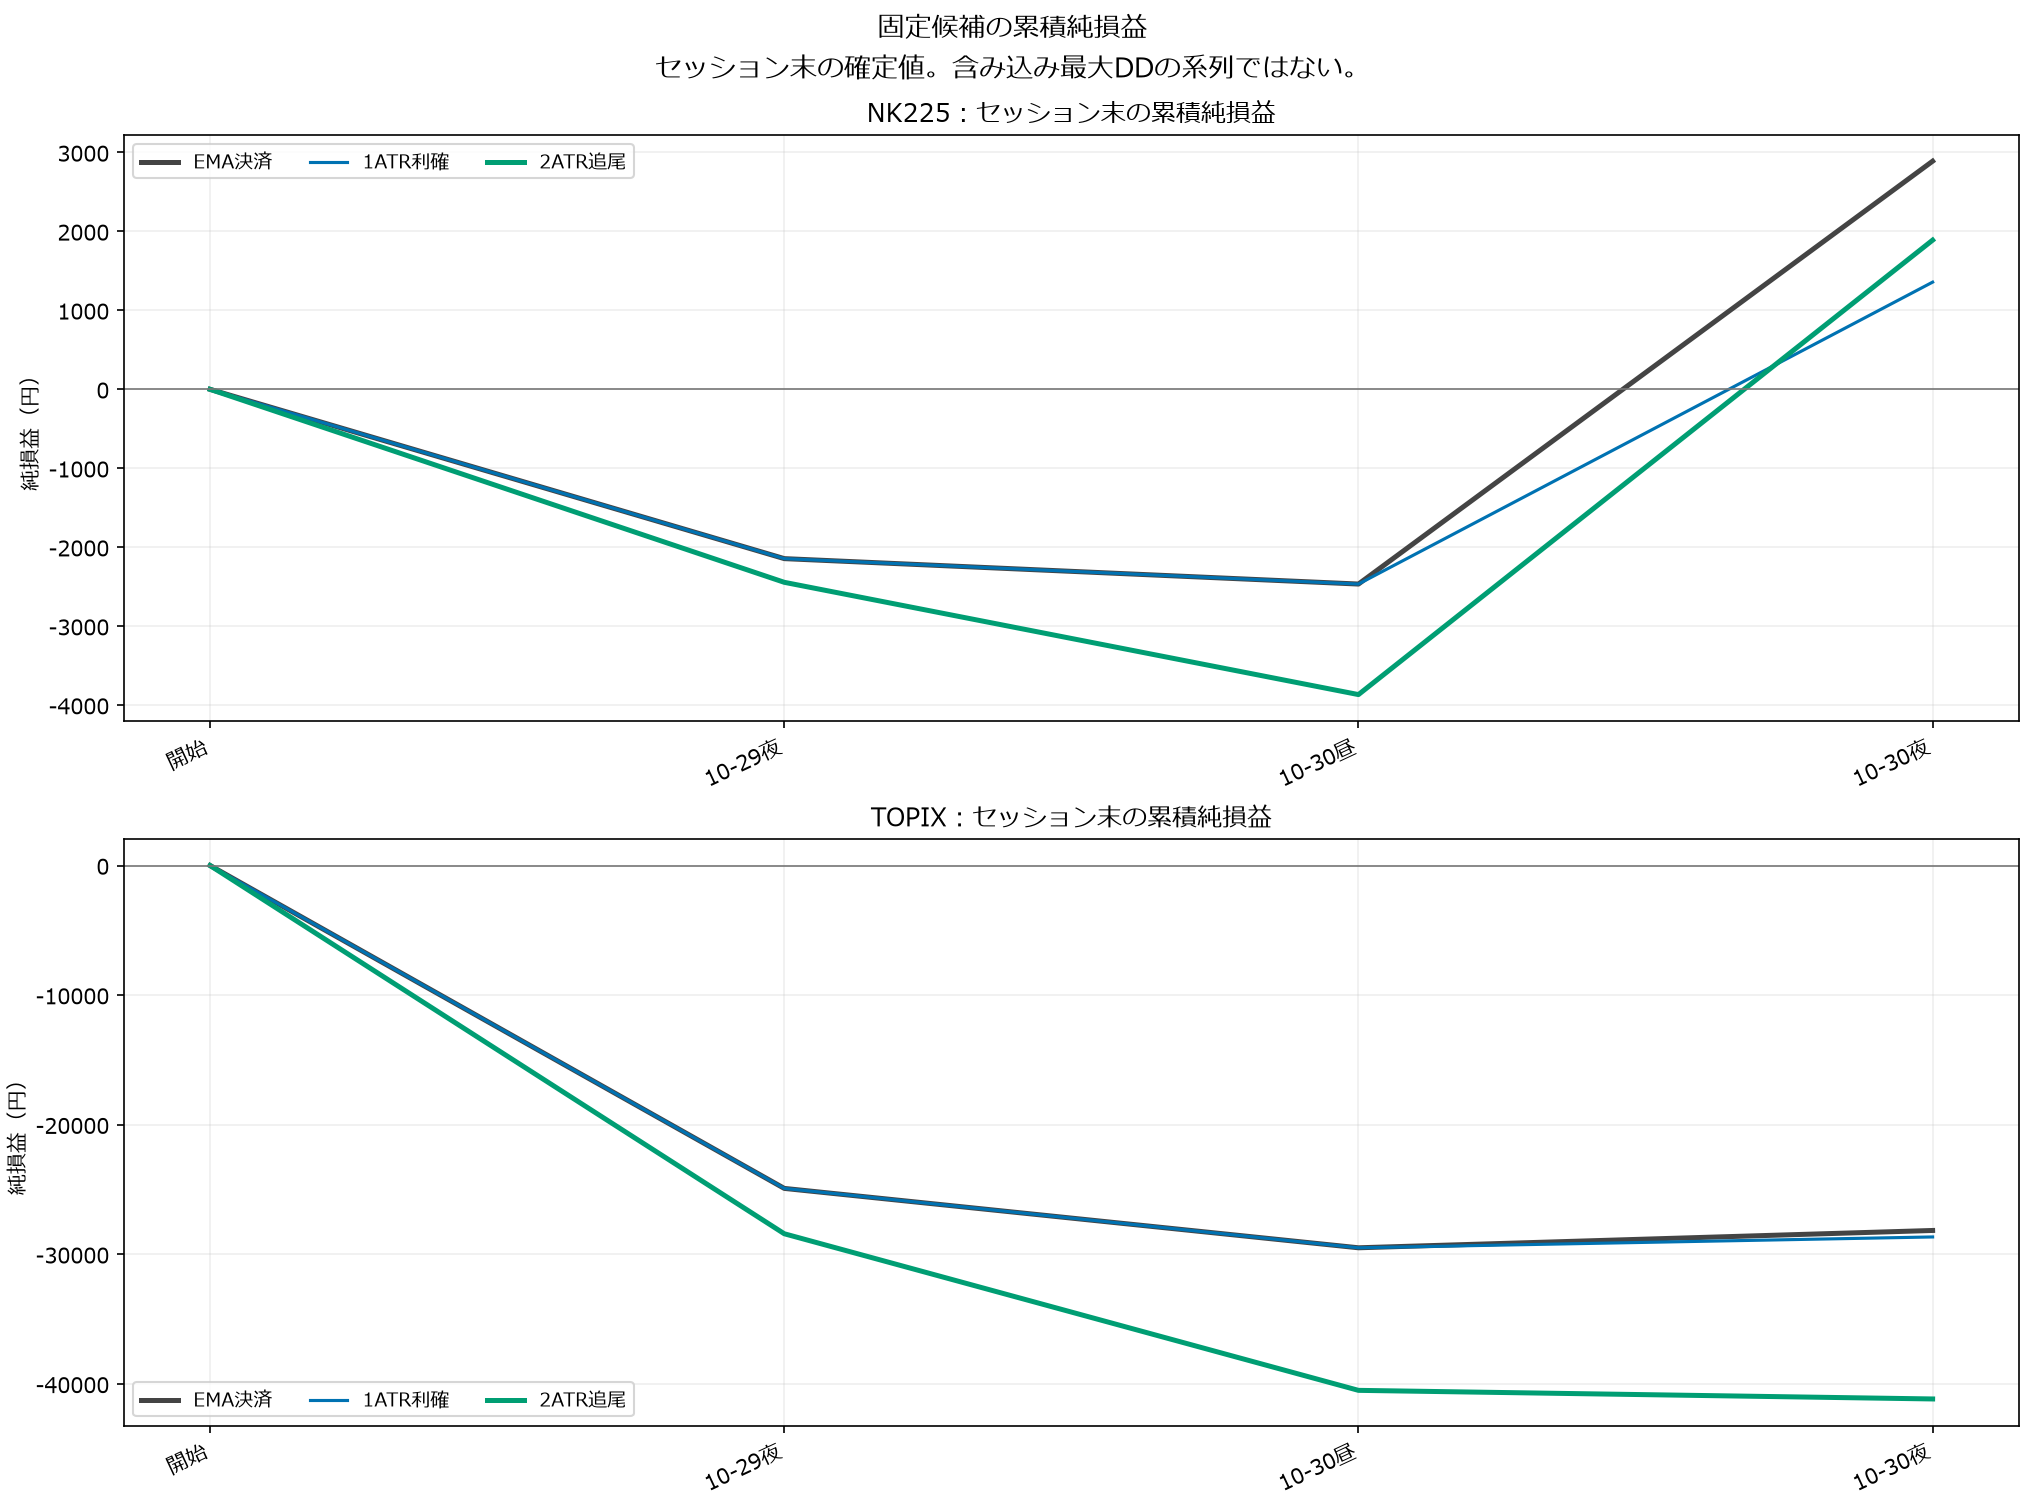 固定候補の累積純損益
セッション末の確定値。含み込み最大DDの系列ではない。
NK225：セッション末の累積純損益
EMA決済 1ATR利確 2ATR追尾
3000
2000
1000
0
-1000
-2000
-3000
-4000
純損益（円）
開始 10-29夜 10-30昼 10-30夜
TOPIX：セッション末の累積純損益
0
-10000
-20000
-30000
-40000
純損益（円）
EMA決済 1ATR利確 2ATR追尾
開始 10-29夜 10-30昼 10-30夜